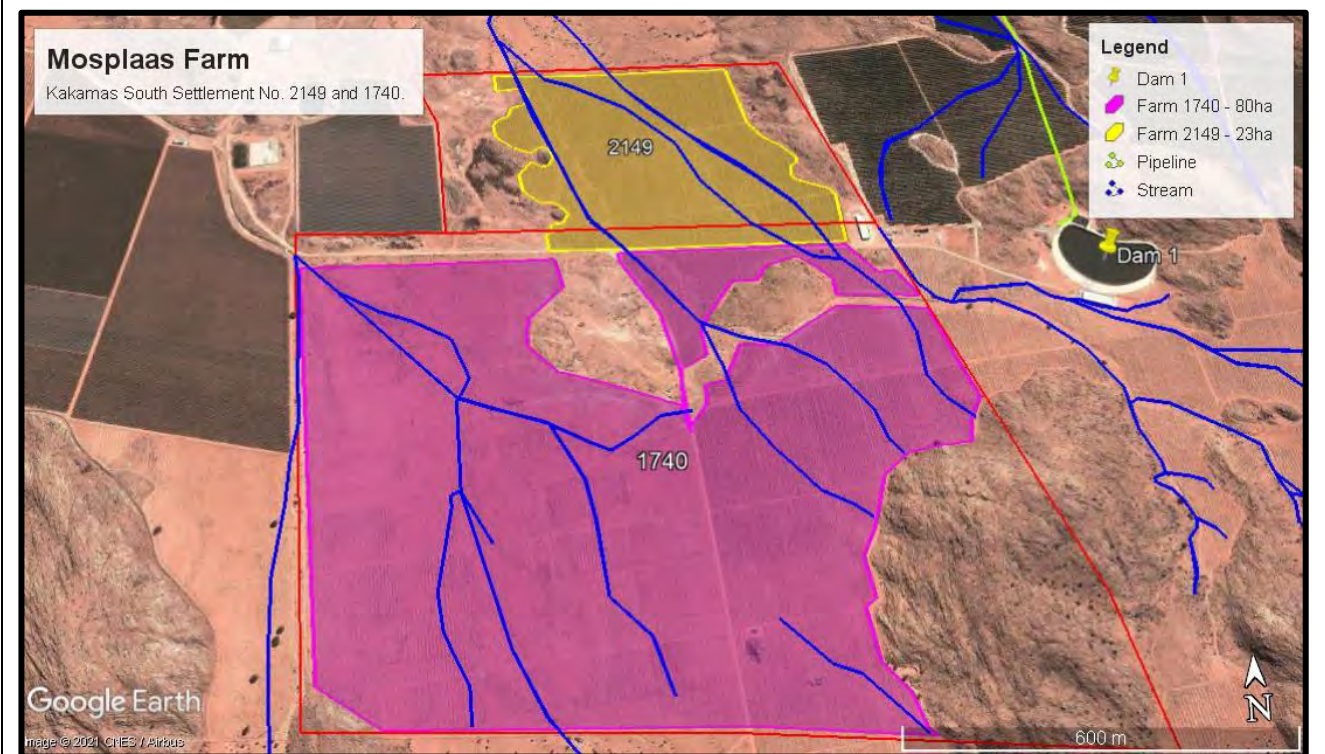 Mosplaas Farm
Kakamas South Settlement No. 2149 and 1740.
Legend
Dam 1
Farm 1740 - 80ha
Farm 2149 - 23ha
Pipeline
Stream
2149
Dam 1
1740
Google Earth
Image © 2021 CNES / Airbus
N
600 m